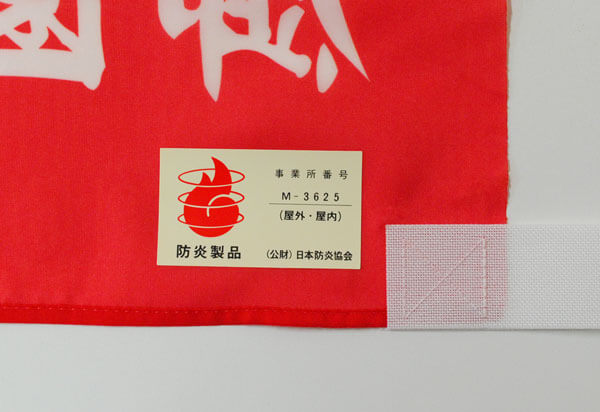 事業所番号
M-3625
(屋外・屋内)
防炎製品
(公財)日本防炎協会